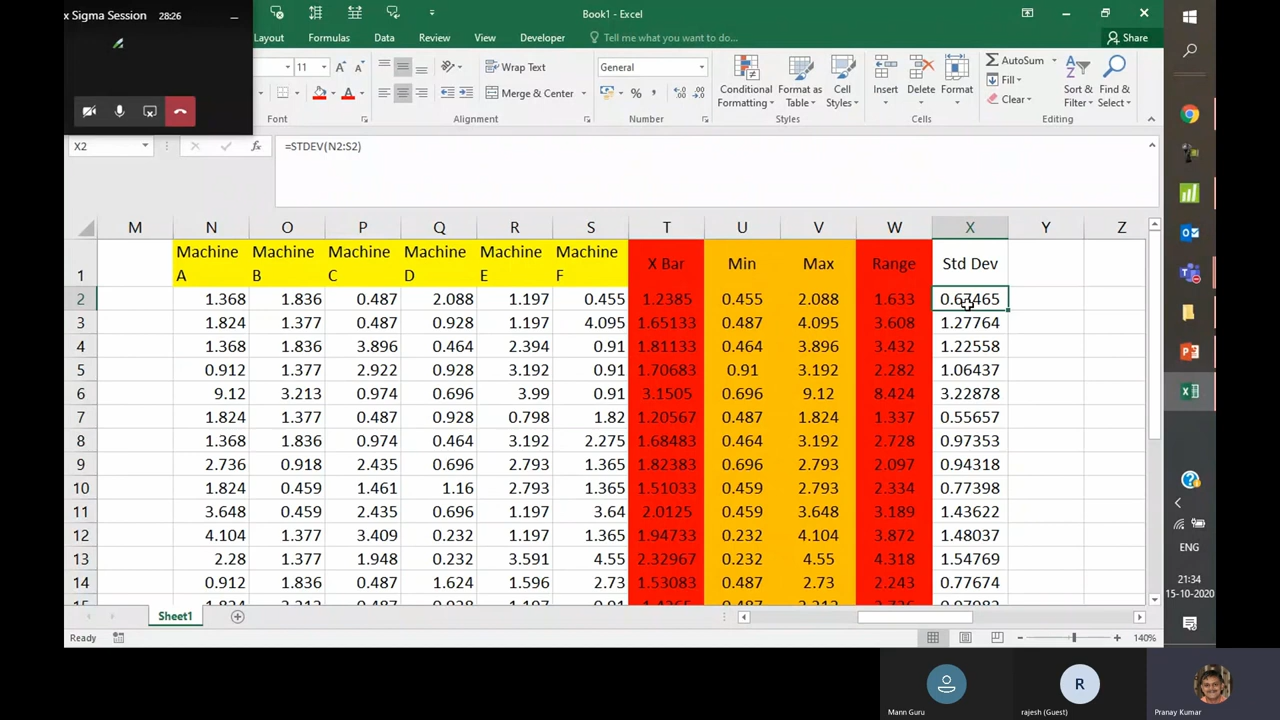 x Sigma Session 28:26
Book1 - Excel
Layout Formulas Data Review View Developer Tell me what you want to do... Share
11 A A Wrap Text General AutoSum
Merge & Center Conditional Formatting Format as Table Cell Styles Insert Delete Format Fill Clear Sort & Filter Find & Select
Font Alignment Number Styles Cells Editing
X2 fx =STDEV(N2:S2)
M N O P Q R S T U V W X Y Z
1 Machine A Machine B Machine C Machine D Machine E Machine F X Bar Min Max Range Std Dev
2 1.368 1.836 0.487 2.088 1.197 0.455 1.2385 0.455 2.088 1.633 0.67465
3 1.824 1.377 0.487 0.928 1.197 4.095 1.65133 0.487 4.095 3.608 1.27764
4 1.368 1.836 3.896 0.464 2.394 0.91 1.81133 0.464 3.896 3.432 1.22558
5 0.912 1.377 2.922 0.928 3.192 0.91 1.70683 0.91 3.192 2.282 1.06437
6 9.12 3.213 0.974 0.696 3.99 0.91 3.1505 0.696 9.12 8.424 3.22878
7 1.824 1.377 0.487 0.928 0.798 1.82 1.20567 0.487 1.824 1.337 0.55657
8 1.368 1.836 0.974 0.464 3.192 2.275 1.68483 0.464 3.192 2.728 0.97353
9 2.736 0.918 2.435 0.696 2.793 1.365 1.82383 0.696 2.793 2.097 0.94318
10 1.824 0.459 1.461 1.16 2.793 1.365 1.51033 0.459 2.793 2.334 0.77398
11 3.648 0.459 2.435 0.696 1.197 3.64 2.0125 0.459 3.648 3.189 1.43622
12 4.104 1.377 3.409 0.232 1.197 1.365 1.94733 0.232 4.104 3.872 1.48037
13 2.28 1.377 1.948 0.232 3.591 4.55 2.32967 0.232 4.55 4.318 1.54769
14 0.912 1.836 0.487 1.624 1.596 2.73 1.53083 0.487 2.73 2.243 0.77674
Sheet1
Ready 140%
ENG
21:34
15-10-2020
R
Mann Guru rajesh (Guest) Pranay Kumar